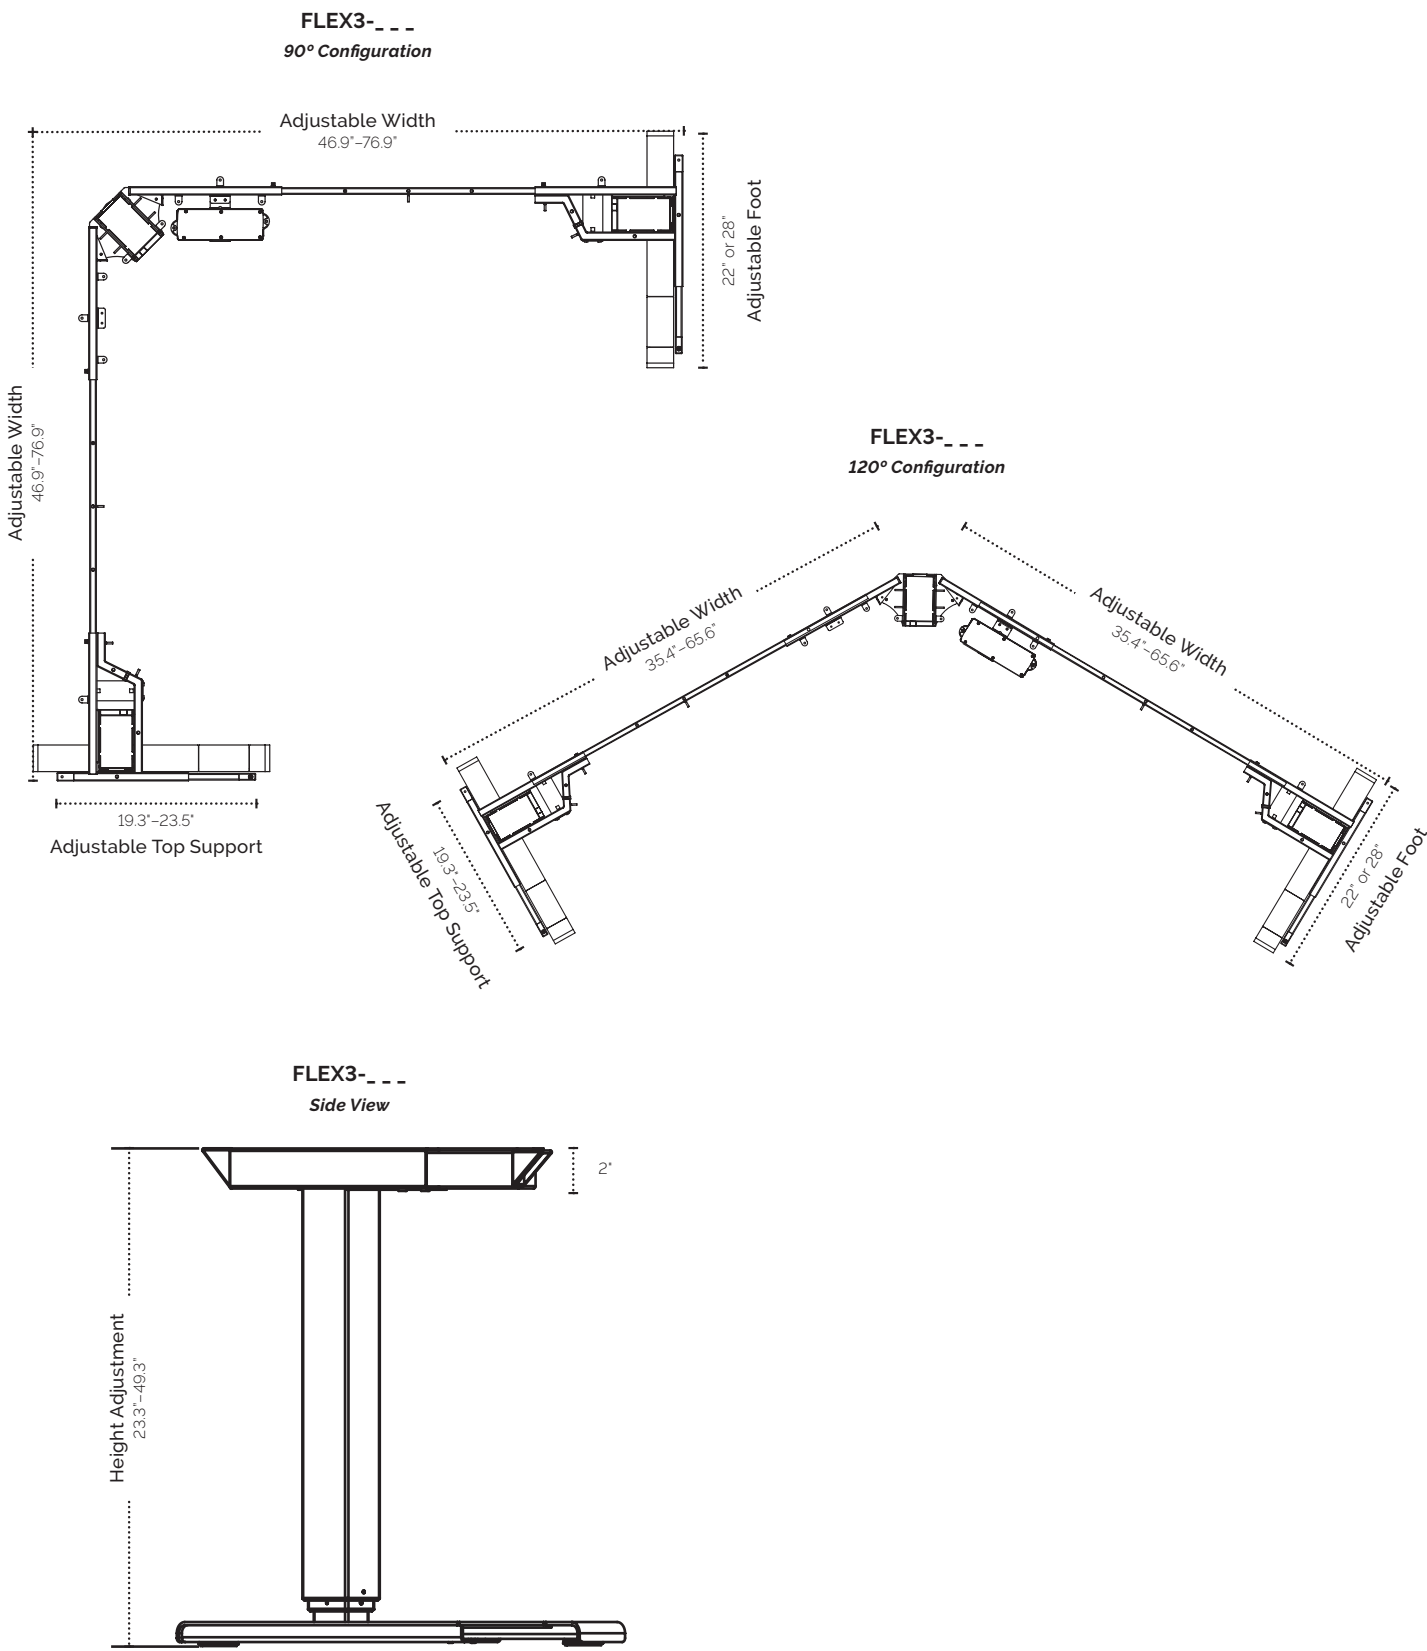 FLEX3-_ _ _
90º Configuration
Adjustable Width
46.9"–76.9"
22" or 28"
Adjustable Foot
Adjustable Width
46.9"–76.9"
19.3"–23.5"
Adjustable Top Support
FLEX3-_ _ _
120º Configuration
Adjustable Width
35.4"–65.6"
Adjustable Width
35.4"–65.6"
19.3"–23.5"
Adjustable Top Support
22" or 28"
Adjustable Foot
FLEX3-_ _ _
Side View
2"
Height Adjustment
23.3"–49.3"